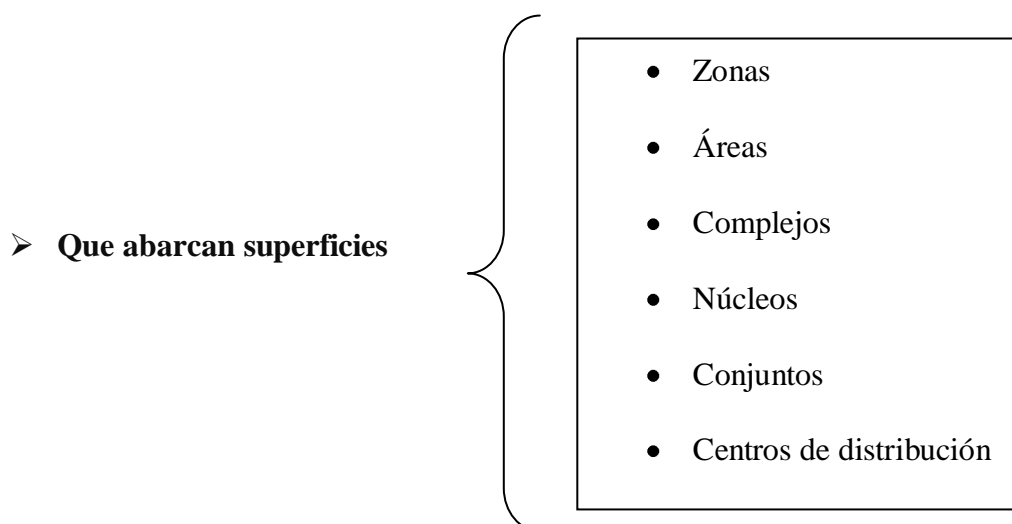 Que abarcan superficies
Zonas
Áreas
Complejos
Núcleos
Conjuntos
Centros de distribución